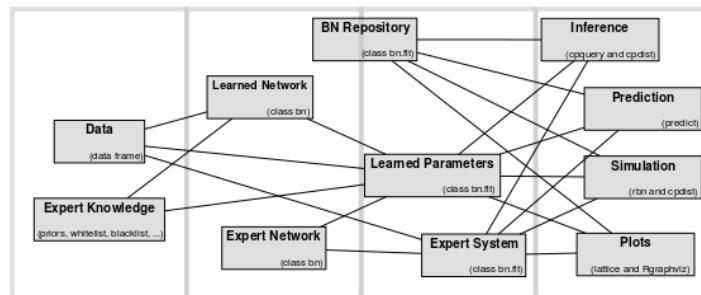 BN Repository
(class bn.fit)
Inference
(cpquery and cpdist)
Learned Network
(class bn)
Prediction
(predict)
Data
(data frame)
Learned Parameters
(class bn.fit)
Simulation
(rbn and cpdist)
Expert Knowledge
(priors, whitelist, blacklist, ...)
Expert Network
(class bn)
Expert System
(class bn.fit)
Plots
(lattice and Rgraphviz)